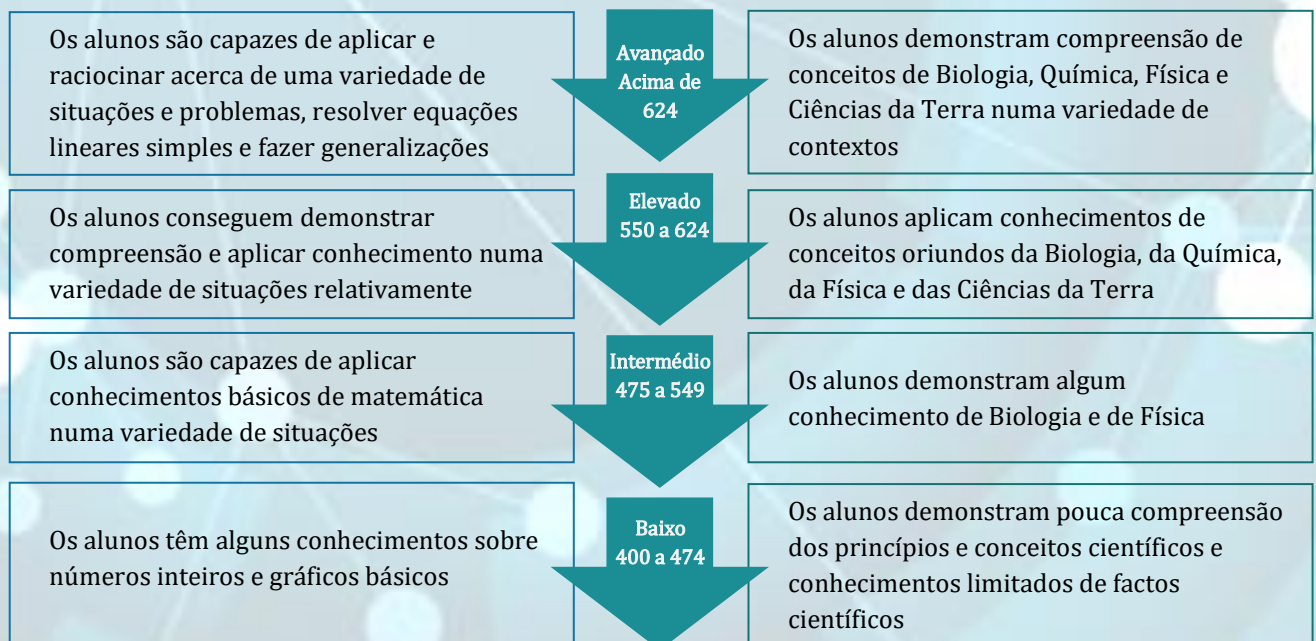 Os alunos são capazes de aplicar e
raciocinar acerca de uma variedade de
situações e problemas, resolver equações
lineares simples e fazer generalizações
Avançado
Acima de
624
Os alunos demonstram compreensão de
conceitos de Biologia, Química, Física e
Ciências da Terra numa variedade de
contextos
Os alunos conseguem demonstrar
compreensão e aplicar conhecimento numa
variedade de situações relativamente
Elevado
550 a 624
Os alunos aplicam conhecimentos de
conceitos oriundos da Biologia, da Química,
da Física e das Ciências da Terra
Os alunos são capazes de aplicar
conhecimentos básicos de matemática
numa variedade de situações
Intermédio
475 a 549
Os alunos demonstram algum
conhecimento de Biologia e de Física
Os alunos têm alguns conhecimentos sobre
números inteiros e gráficos básicos
Baixo
400 a 474
Os alunos demonstram pouca compreensão
dos princípios e conceitos científicos e
conhecimentos limitados de factos
científicos